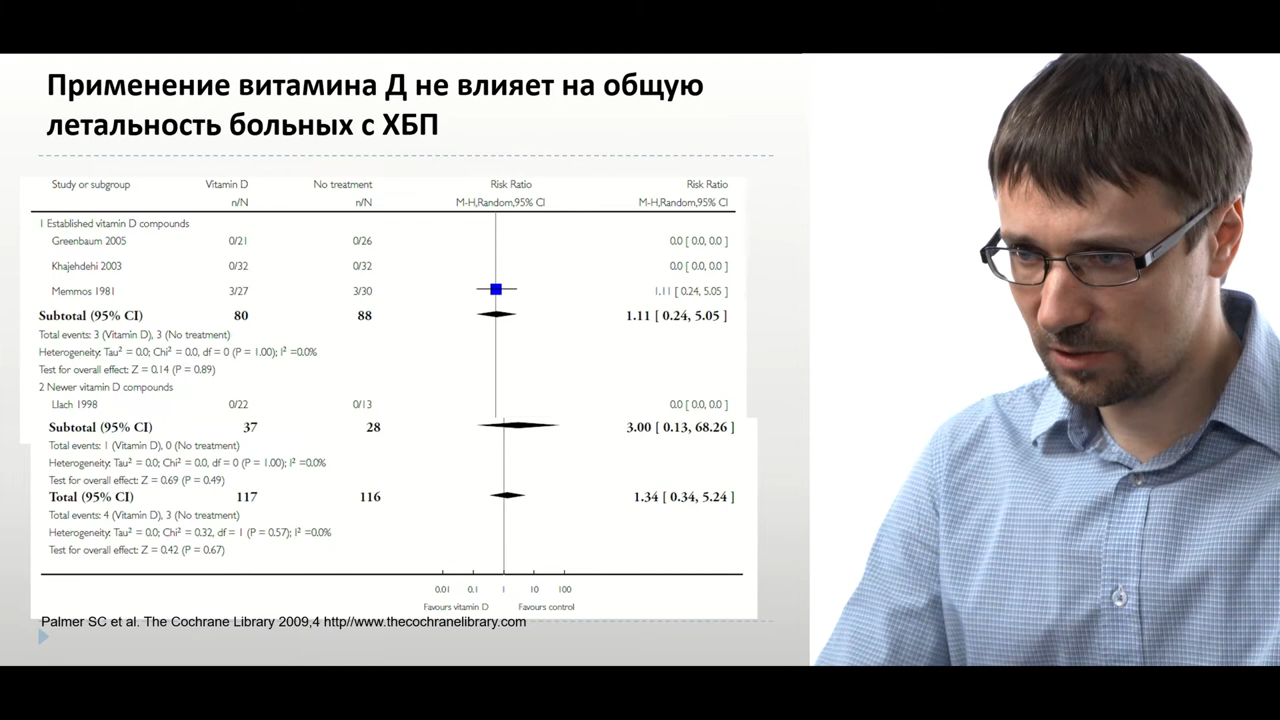 Применение витамина Д не влияет на общую
летальность больных с ХБП
Study or subgroup Vitamin D No treatment Risk Ratio Risk Ratio
n/N n/N M-H,Random,95% CI M-H,Random,95% CI
1 Established vitamin D compounds
Greenbaum 2005 0/21 0/26 0.0 [ 0.0, 0.0 ]
Khajehdehi 2003 0/32 0/32 0.0 [ 0.0, 0.0 ]
Memmos 1981 3/27 3/30 1.11 [ 0.24, 5.05 ]
Subtotal (95% CI) 80 88 1.11 [ 0.24, 5.05 ]
Total events: 3 (Vitamin D), 3 (No treatment)
Heterogeneity: Tau² = 0.0; Chi² = 0.0, df = 0 (P = 1.00); I² =0.0%
Test for overall effect: Z = 0.14 (P = 0.89)
2 Newer vitamin D compounds
Llach 1998 0/22 0/13 0.0 [ 0.0, 0.0 ]
Subtotal (95% CI) 37 28 3.00 [ 0.13, 68.26 ]
Total events: 1 (Vitamin D), 0 (No treatment)
Heterogeneity: Tau² = 0.0; Chi² = 0.0, df = 0 (P = 1.00); I² =0.0%
Test for overall effect: Z = 0.69 (P = 0.49)
Total (95% CI) 117 116 1.34 [ 0.34, 5.24 ]
Total events: 4 (Vitamin D), 3 (No treatment)
Heterogeneity: Tau² = 0.0; Chi² = 0.32, df = 1 (P = 0.57); I² =0.0%
Test for overall effect: Z = 0.42 (P = 0.67)
0.01 0.1 1 10 100
Favours vitamin D Favours control
Palmer SC et al. The Cochrane Library 2009,4 http//www.thecochranelibrary.com